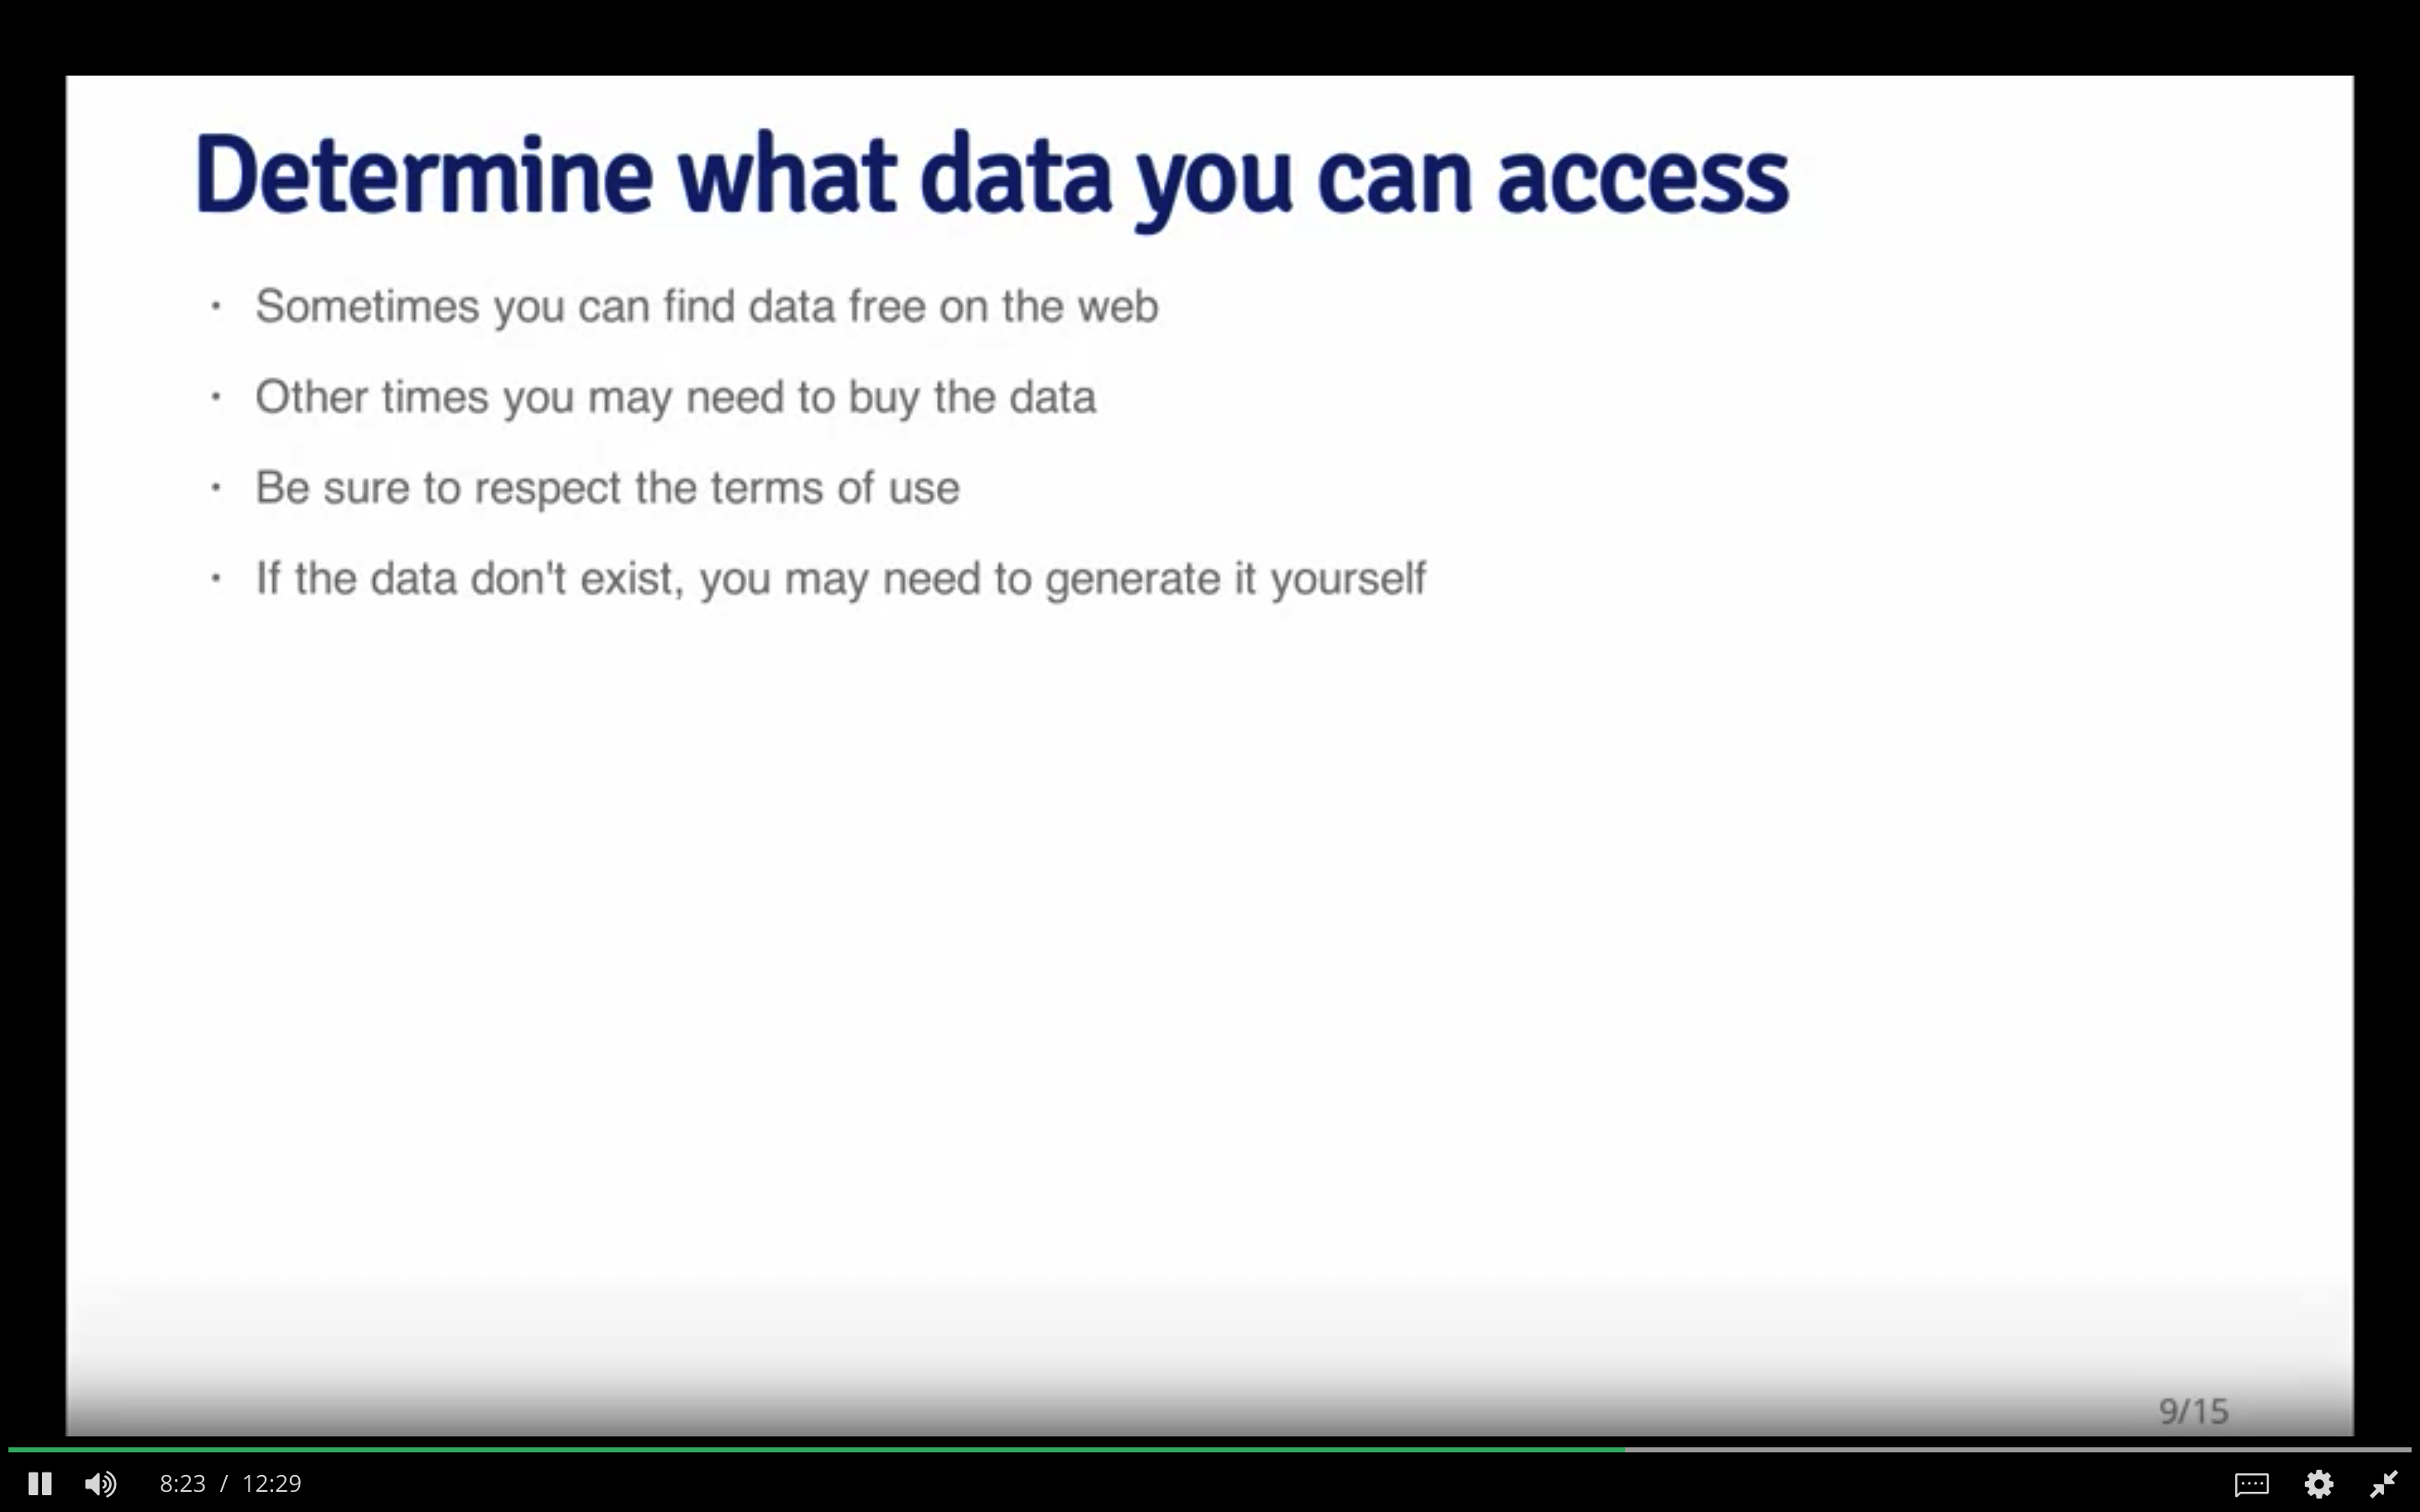 Determine what data you can access
· Sometimes you can find data free on the web
· Other times you may need to buy the data
· Be sure to respect the terms of use
· If the data don't exist, you may need to generate it yourself
9/15
8:23 / 12:29